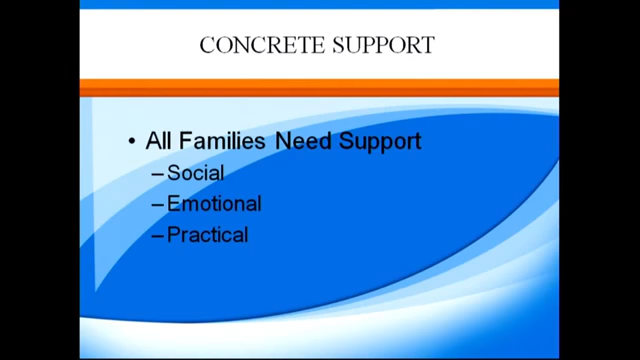 CONCRETE SUPPORT
• All Families Need Support
–Social
–Emotional
–Practical